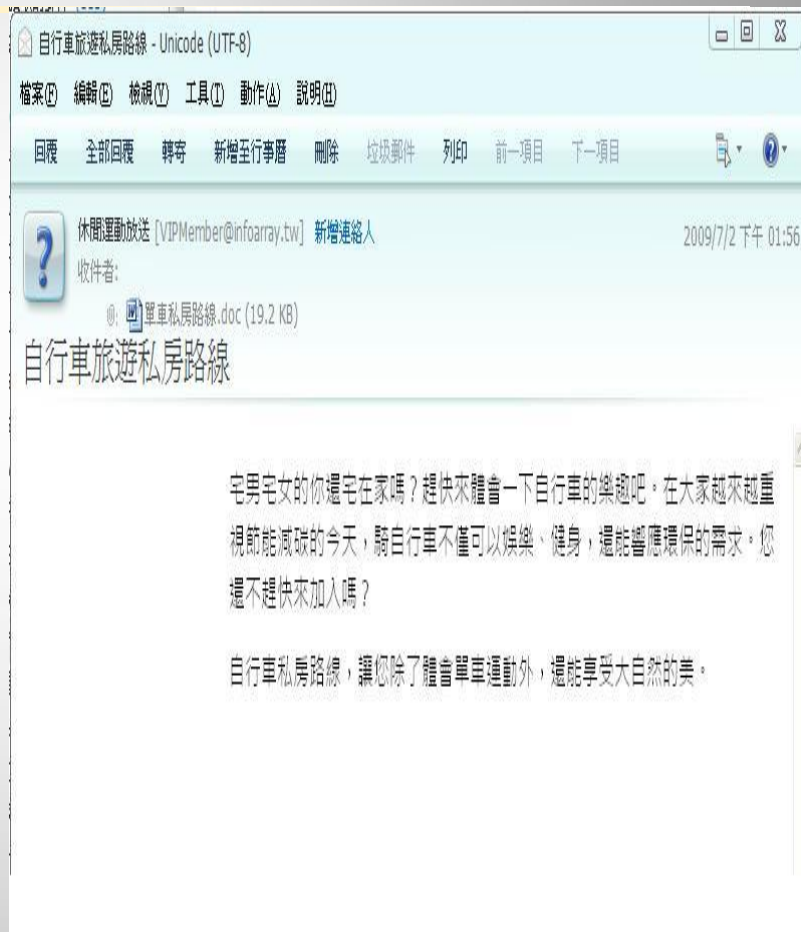 自行車旅遊私房路線 - Unicode (UTF-8)
檔案(F) 編輯(E) 檢視(V) 工具(T) 動作(A) 說明(H)
回覆 全部回覆 轉寄 新增至行事曆 刪除 垃圾郵件 列印 前一項目 下一項目
休閒運動放送 [VIPMember@infoarray.tw] 新增連絡人 2009/7/2 下午 01:56
收件者:
單車私房路線.doc (19.2 KB)
自行車旅遊私房路線
宅男宅女的你還宅在家嗎?趕快來體會一下自行車的樂趣吧。在大家越來越重
視節能減碳的今天,騎自行車不僅可以娛樂、健身,還能響應環保的需求。您
還不趕快來加入嗎?
自行車私房路線,讓您除了體會單車運動外,還能享受大自然的美。